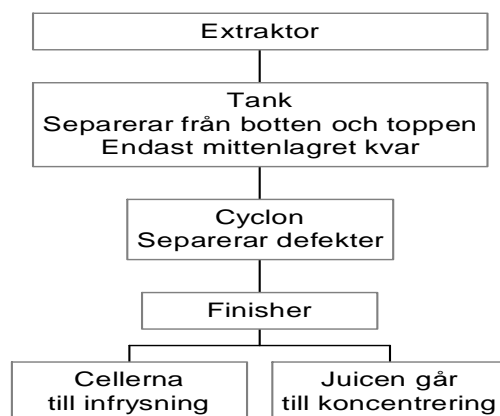 Extraktor
Tank
Separerar från botten och toppen
Endast mittenlagret kvar
Cyclon
Separerar defekter
Finisher
Cellerna
till infrysning
Juicen går
till koncentrering